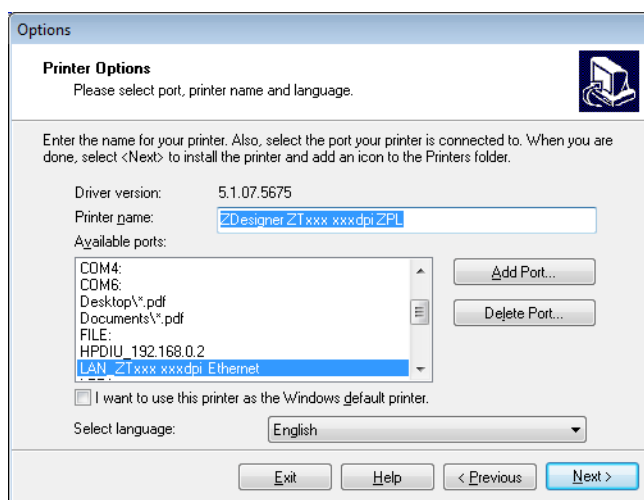 Options
Printer Options
Please select port, printer name and language.
Enter the name for your printer. Also, select the port your printer is connected to. When you are
done, select <Next> to install the printer and add an icon to the Printers folder.
Driver version: 5.1.07.5675
Printer name: ZDesigner ZTxxx xxxdpi ZPL
Available ports:
COM4:
COM6:
Desktop\*.pdf
Documents\*.pdf
FILE:
HPDIU_192.168.0.2
LAN_ZTxxx xxxdpi Ethernet
Add Port...
Delete Port...
I want to use this printer as the Windows default printer.
Select language: English
Exit Help < Previous Next >